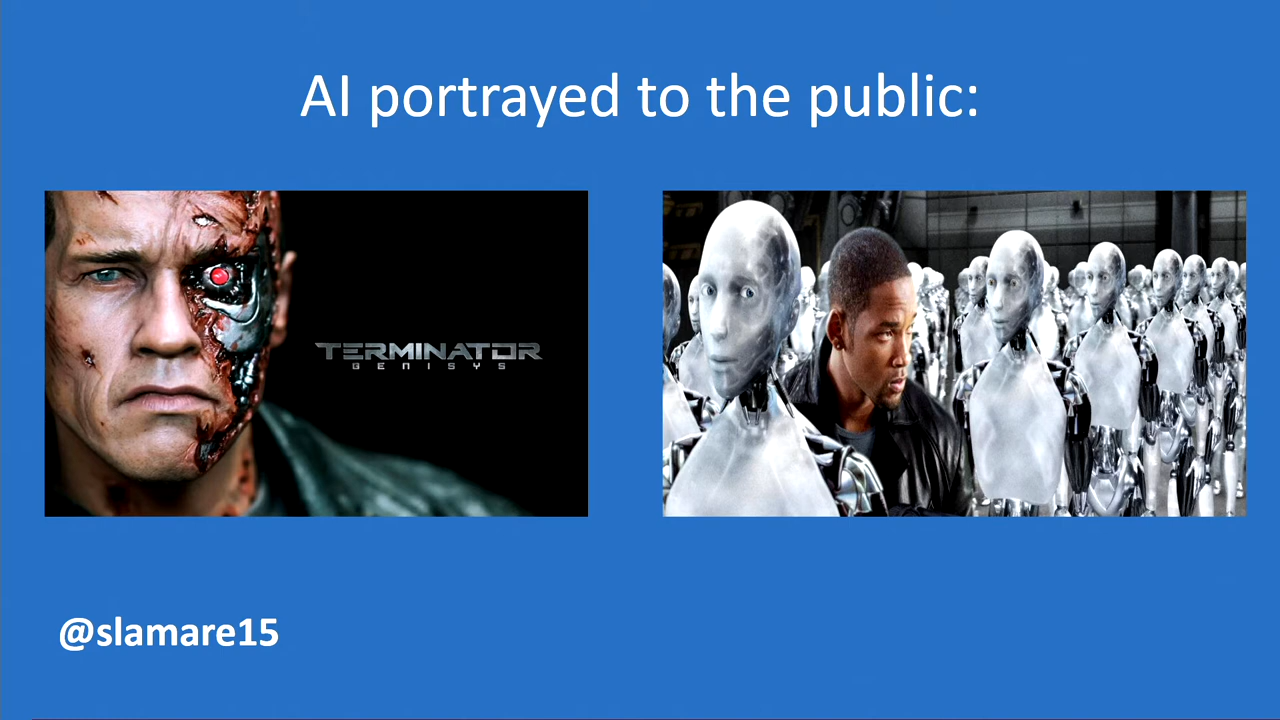 AI portrayed to the public:
TERMINATOR
GENISYS
@slamare15